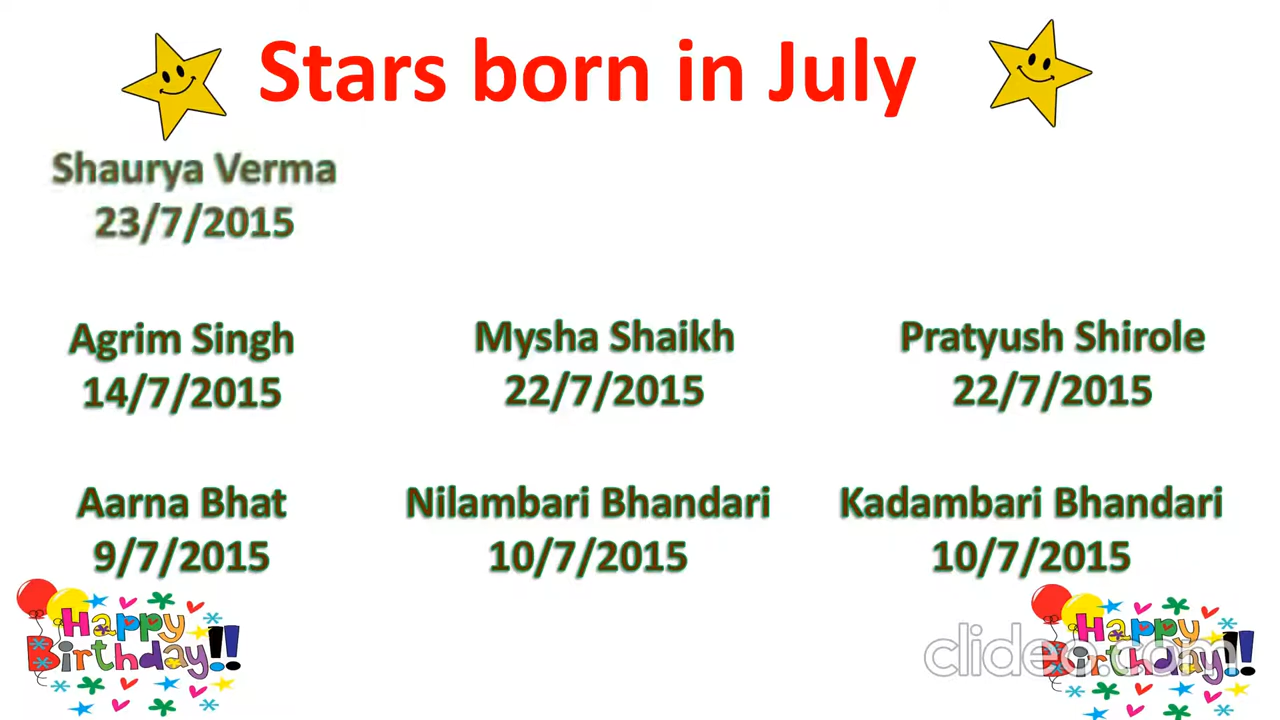 Stars born in July
Shaurya Verma
23/7/2015
Agrim Singh
14/7/2015
Mysha Shaikh
22/7/2015
Pratyush Shirole
22/7/2015
Aarna Bhat
9/7/2015
Nilambari Bhandari
10/7/2015
Kadambari Bhandari
10/7/2015
Happy
Birthday!!
Happy
Birthday!!
clideo.com